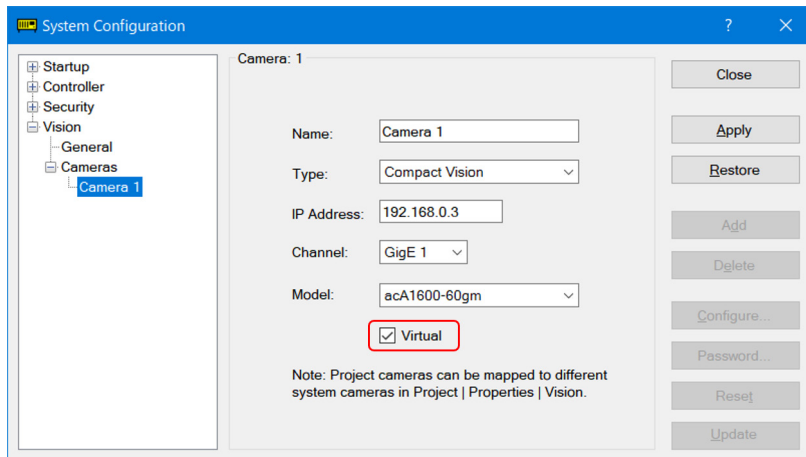 System Configuration
?
Startup
Controller
Security
Vision
General
Cameras
Camera 1
Camera: 1
Name: Camera 1
Type: Compact Vision
IP Address: 192.168.0.3
Channel: GigE 1
Model: acA1600-60gm
Virtual
Note: Project cameras can be mapped to different
system cameras in Project | Properties | Vision.
Close
Apply
Restore
Add
Delete
Configure...
Password...
Reset
Update